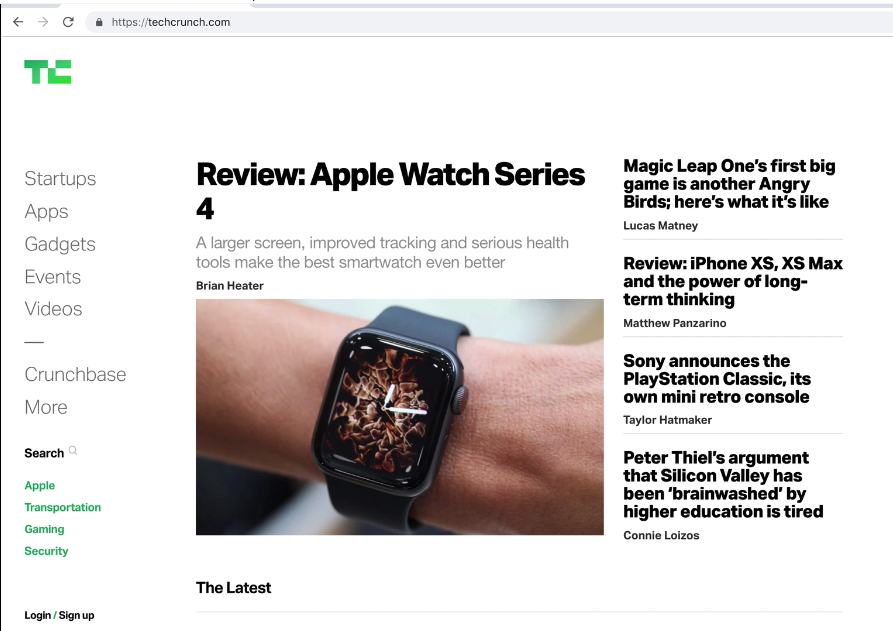 https://techcrunch.com
TC
Startups
Apps
Gadgets
Events
Videos
—
Crunchbase
More
Search
Apple
Transportation
Gaming
Security
Login / Sign up
Review: Apple Watch Series
4
A larger screen, improved tracking and serious health
tools make the best smartwatch even better
Brian Heater
Magic Leap One’s first big
game is another Angry
Birds; here’s what it’s like
Lucas Matney
Review: iPhone XS, XS Max
and the power of long-
term thinking
Matthew Panzarino
Sony announces the
PlayStation Classic, its
own mini retro console
Taylor Hatmaker
Peter Thiel’s argument
that Silicon Valley has
been ‘brainwashed’ by
higher education is tired
Connie Loizos
The Latest